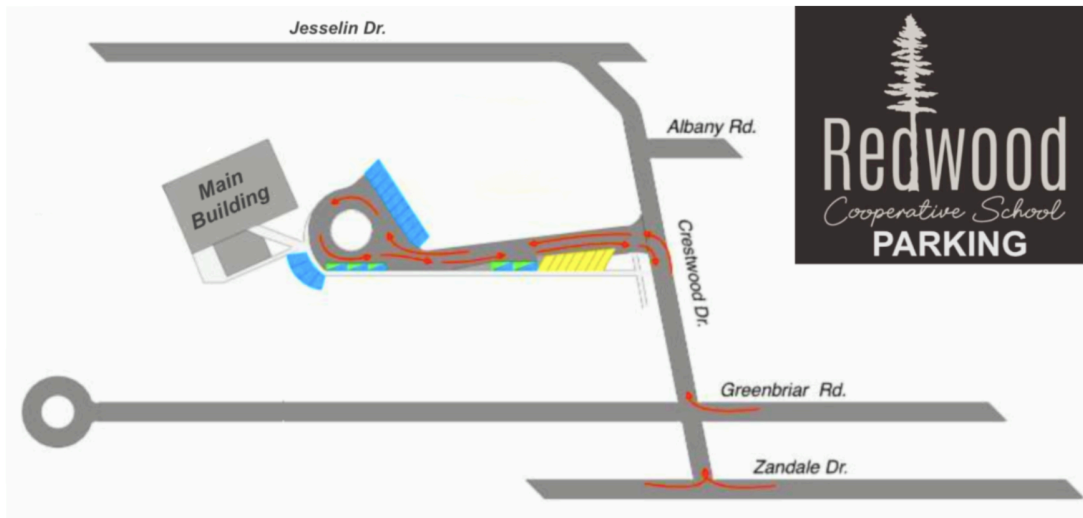 Jesselin Dr.
Redwood
Cooperative School
PARKING
Albany Rd.
Main
Building
Crestwood Dr.
Greenbriar Rd.
Zandale Dr.